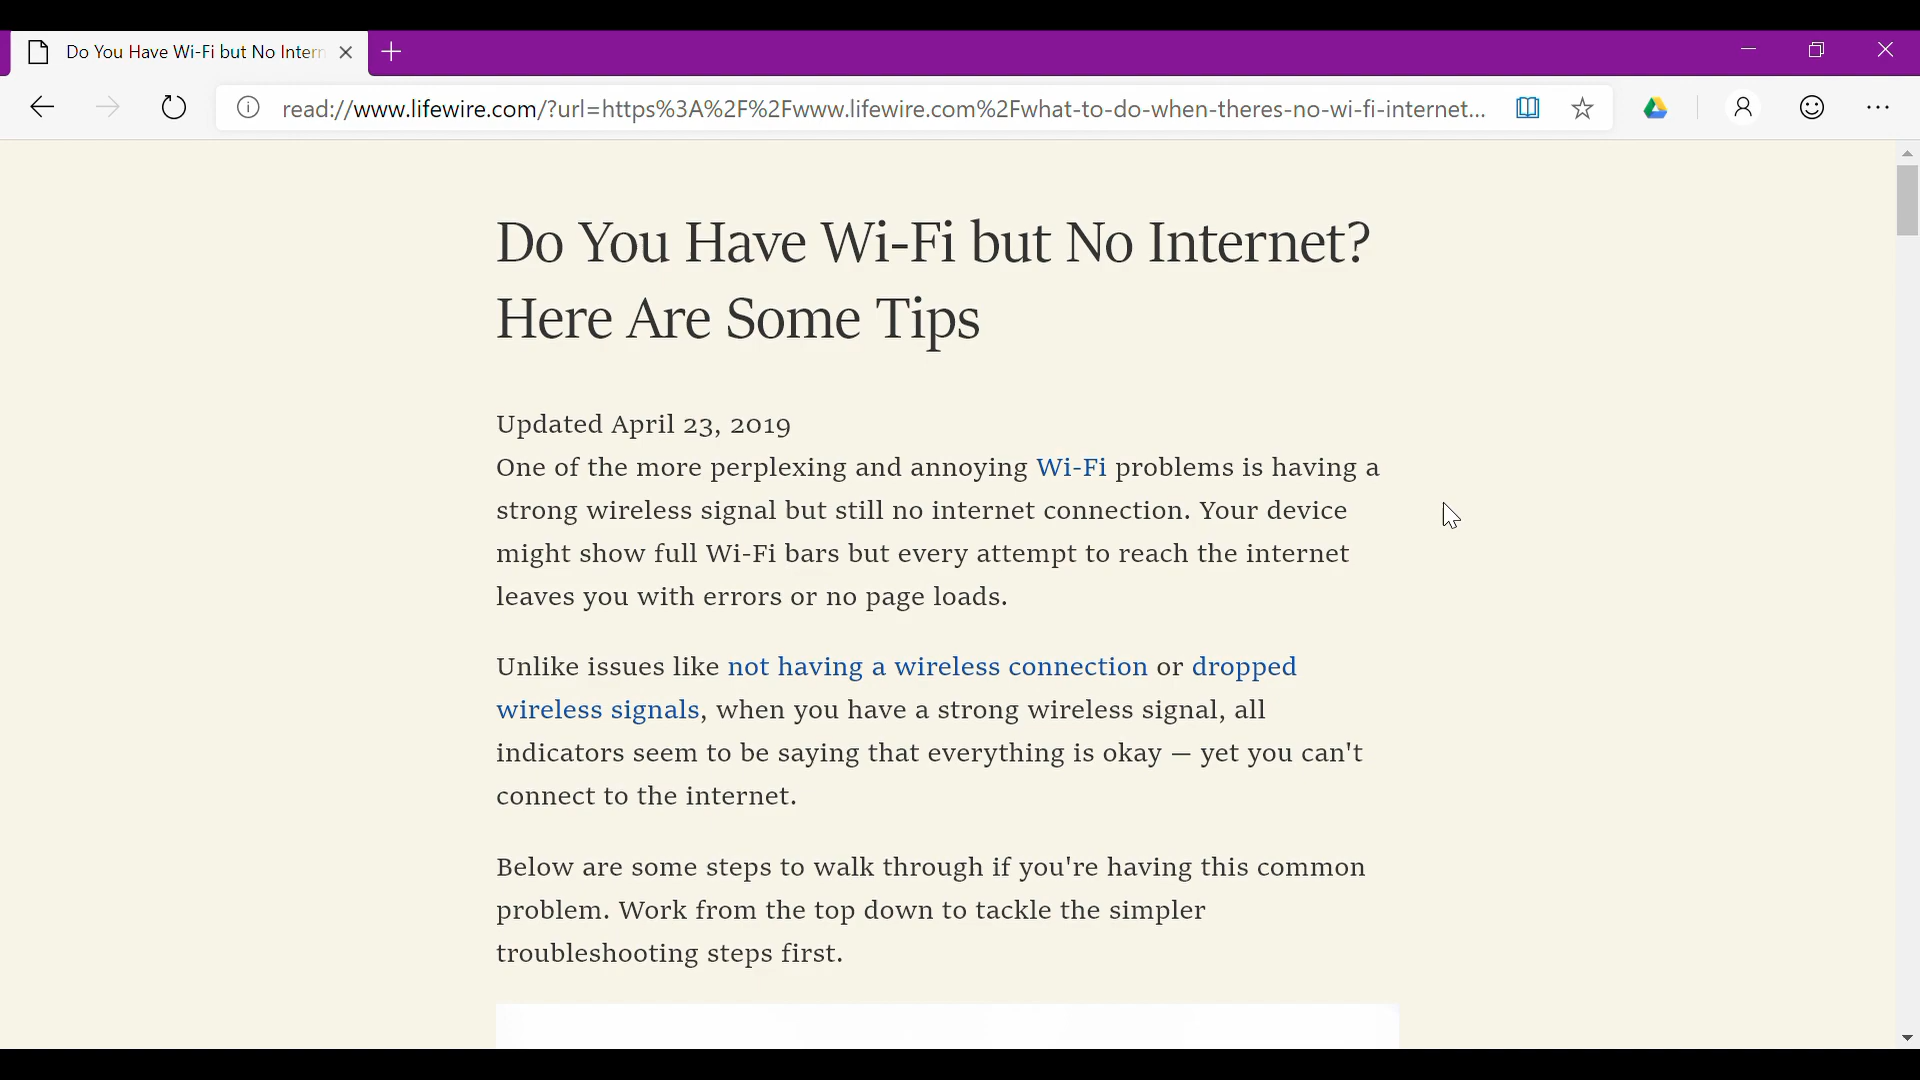 Do You Have Wi-Fi but No Intern
read://www.lifewire.com/?url=https%3A%2F%2Fwww.lifewire.com%2Fwhat-to-do-when-theres-no-wi-fi-internet...
Do You Have Wi-Fi but No Internet?
Here Are Some Tips
Updated April 23, 2019
One of the more perplexing and annoying Wi-Fi problems is having a
strong wireless signal but still no internet connection. Your device
might show full Wi-Fi bars but every attempt to reach the internet
leaves you with errors or no page loads.
Unlike issues like not having a wireless connection or dropped
wireless signals, when you have a strong wireless signal, all
indicators seem to be saying that everything is okay — yet you can't
connect to the internet.
Below are some steps to walk through if you're having this common
problem. Work from the top down to tackle the simpler
troubleshooting steps first.